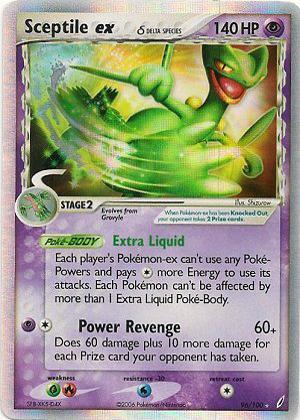 Sceptile ex δ DELTA SPECIES 140 HP
Illus. Shizurow
STAGE 2
Evolves from
Grovyle
When Pokémon-ex has been Knocked Out,
your opponent takes 2 Prize cards.
Poké-BODY Extra Liquid
Each player's Pokémon-ex can't use any Poké-
Powers and pays more Energy to use its
attacks. Each Pokémon can't be affected by
more than 1 Extra Liquid Poké-Body.
Power Revenge 60+
Does 60 damage plus 10 more damage for
each Prize card your opponent has taken.
weakness resistance -30 retreat cost
©2006 Pokémon/Nintendo
96/100